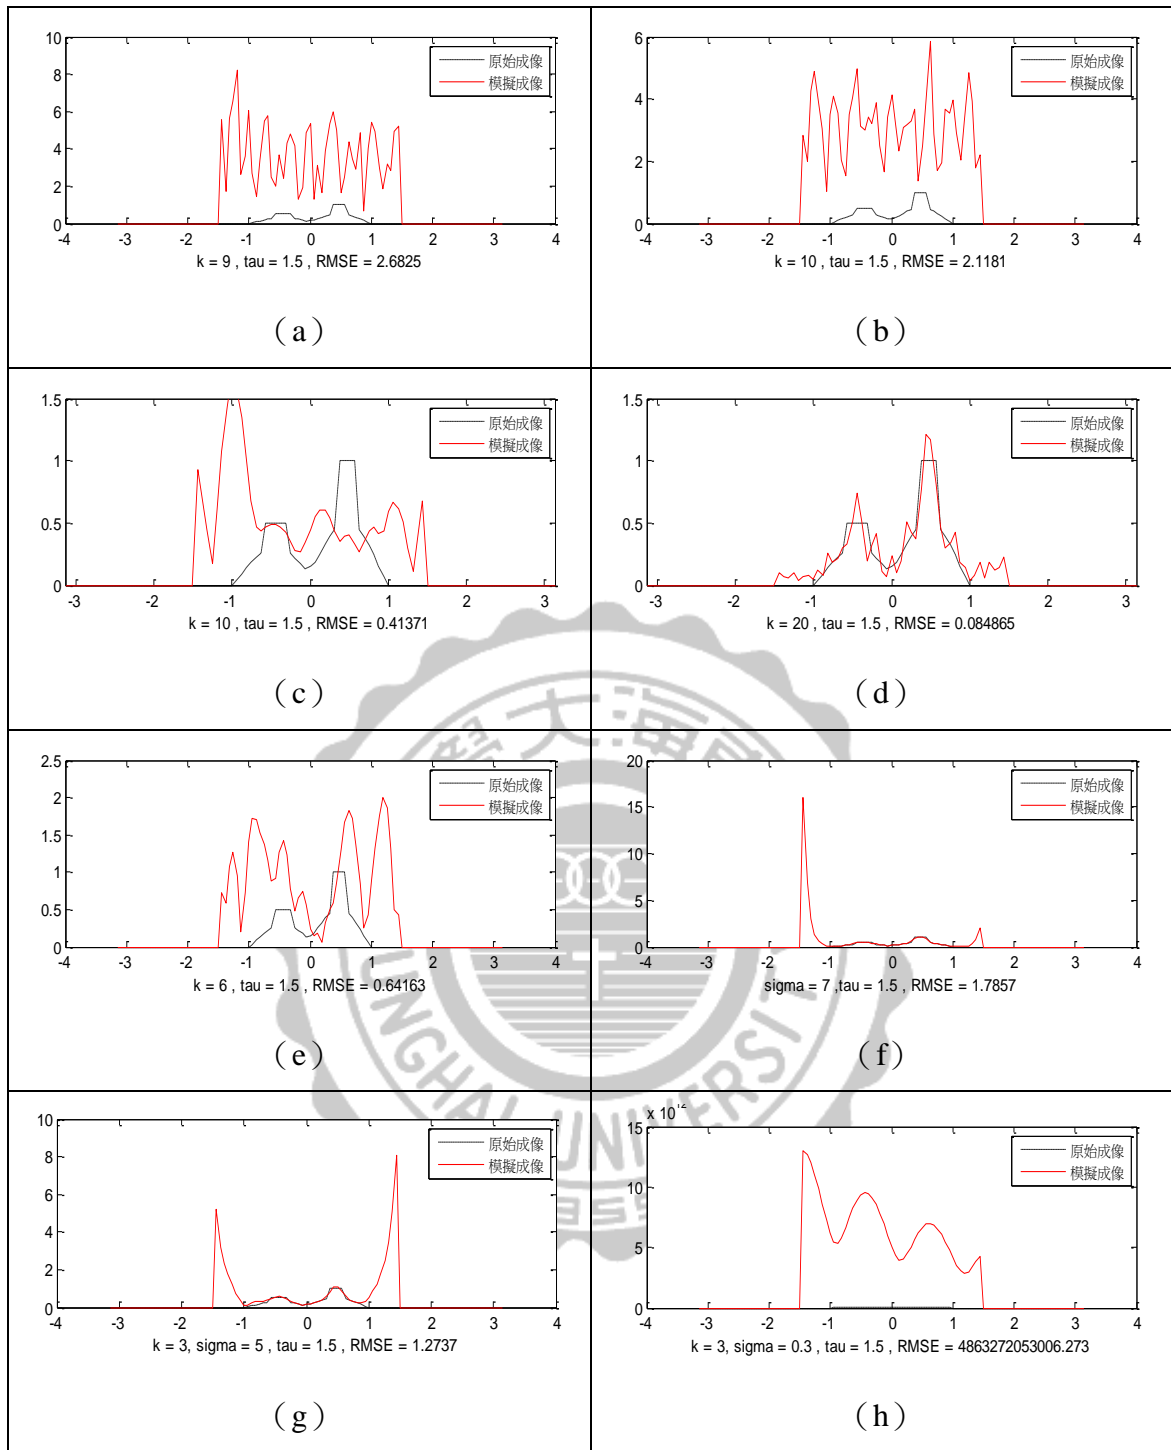 10
8
6
4
2
0
-4 -3 -2 -1 0 1 2 3 4
原始成像
模擬成像
k = 9 , tau = 1.5 , RMSE = 2.6825
(a)
6
4
2
0
-4 -3 -2 -1 0 1 2 3 4
原始成像
模擬成像
k = 10 , tau = 1.5 , RMSE = 2.1181
(b)
1.5
1
0.5
0
-3 -2 -1 0 1 2 3
原始成像
模擬成像
k = 10 , tau = 1.5 , RMSE = 0.41371
(c)
1.5
1
0.5
0
-3 -2 -1 0 1 2 3
原始成像
模擬成像
k = 20 , tau = 1.5 , RMSE = 0.084865
(d)
2.5
2
1.5
1
0.5
0
-4 -3 -2 -1 0 1 2 3 4
原始成像
模擬成像
k = 6 , tau = 1.5 , RMSE = 0.64163
(e)
20
15
10
5
0
-4 -3 -2 -1 0 1 2 3 4
原始成像
模擬成像
sigma = 7 ,tau = 1.5 , RMSE = 1.7857
(f)
10
8
6
4
2
0
-4 -3 -2 -1 0 1 2 3 4
原始成像
模擬成像
k = 3, sigma = 5 , tau = 1.5 , RMSE = 1.2737
(g)
x 10^12
15
10
5
0
-4 -3 -2 -1 0 1 2 3 4
原始成像
模擬成像
k = 3, sigma = 0.3 , tau = 1.5 , RMSE = 4863272053006.273
(h)
學大海
UNGHAI UNIVERSIT